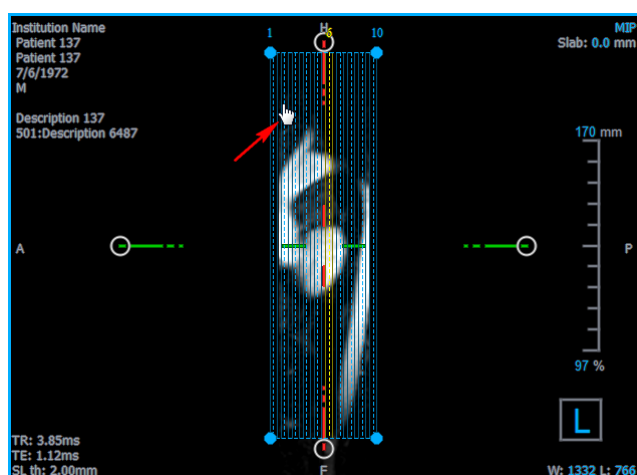 Institution Name
Patient 137
Patient 137
7/6/1972
M
Description 137
501:Description 6487
1
H
6
10
MIP
Slab: 0.0 mm
170 mm
A
P
97 %
L
TR: 3.85ms
TE: 1.12ms
SL th: 2.00mm
F
W: 1332 L: 766